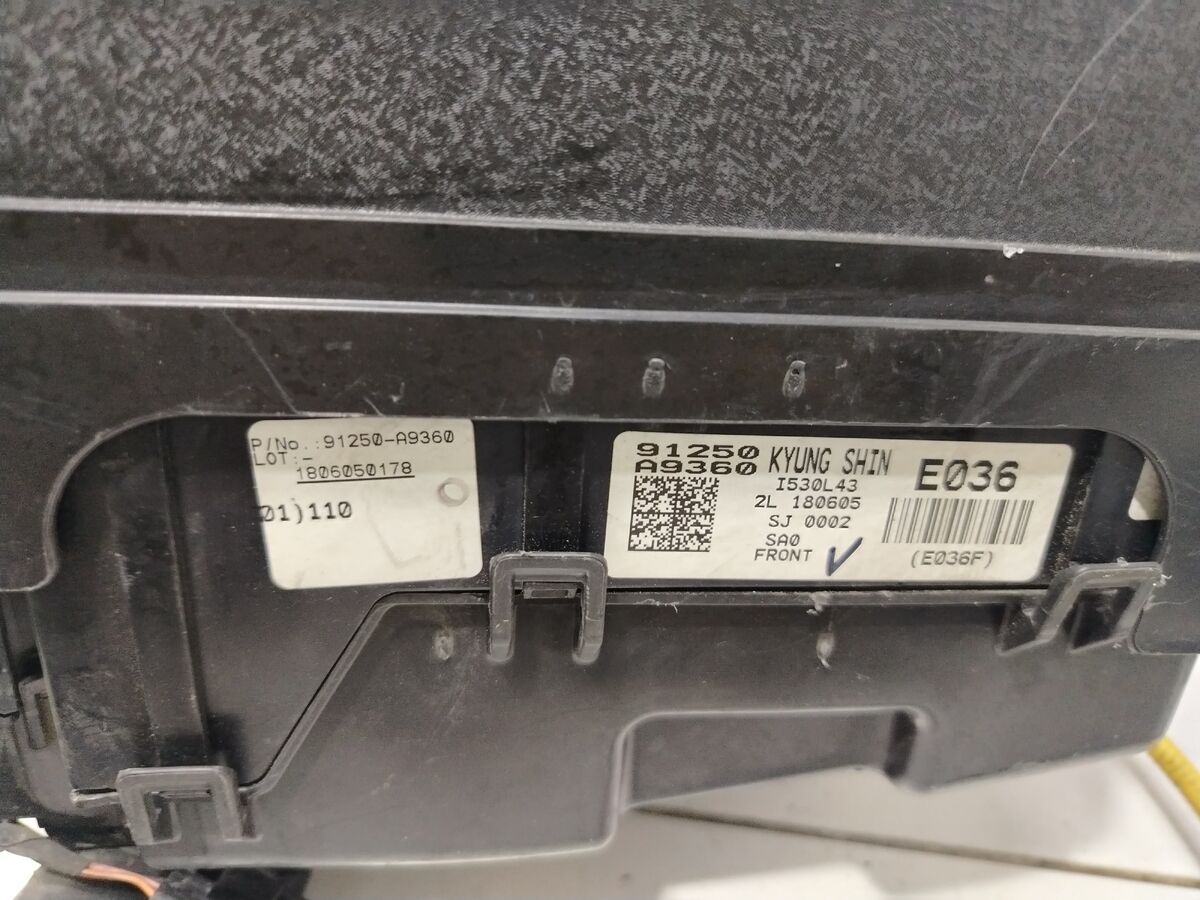 P/No.:91250-A9360
LOT:-
1806050178
01)110
91250
A9360
KYUNG SHIN
I530L43
2L 180605
SJ 0002
SA0
FRONT
E036
(E036F)